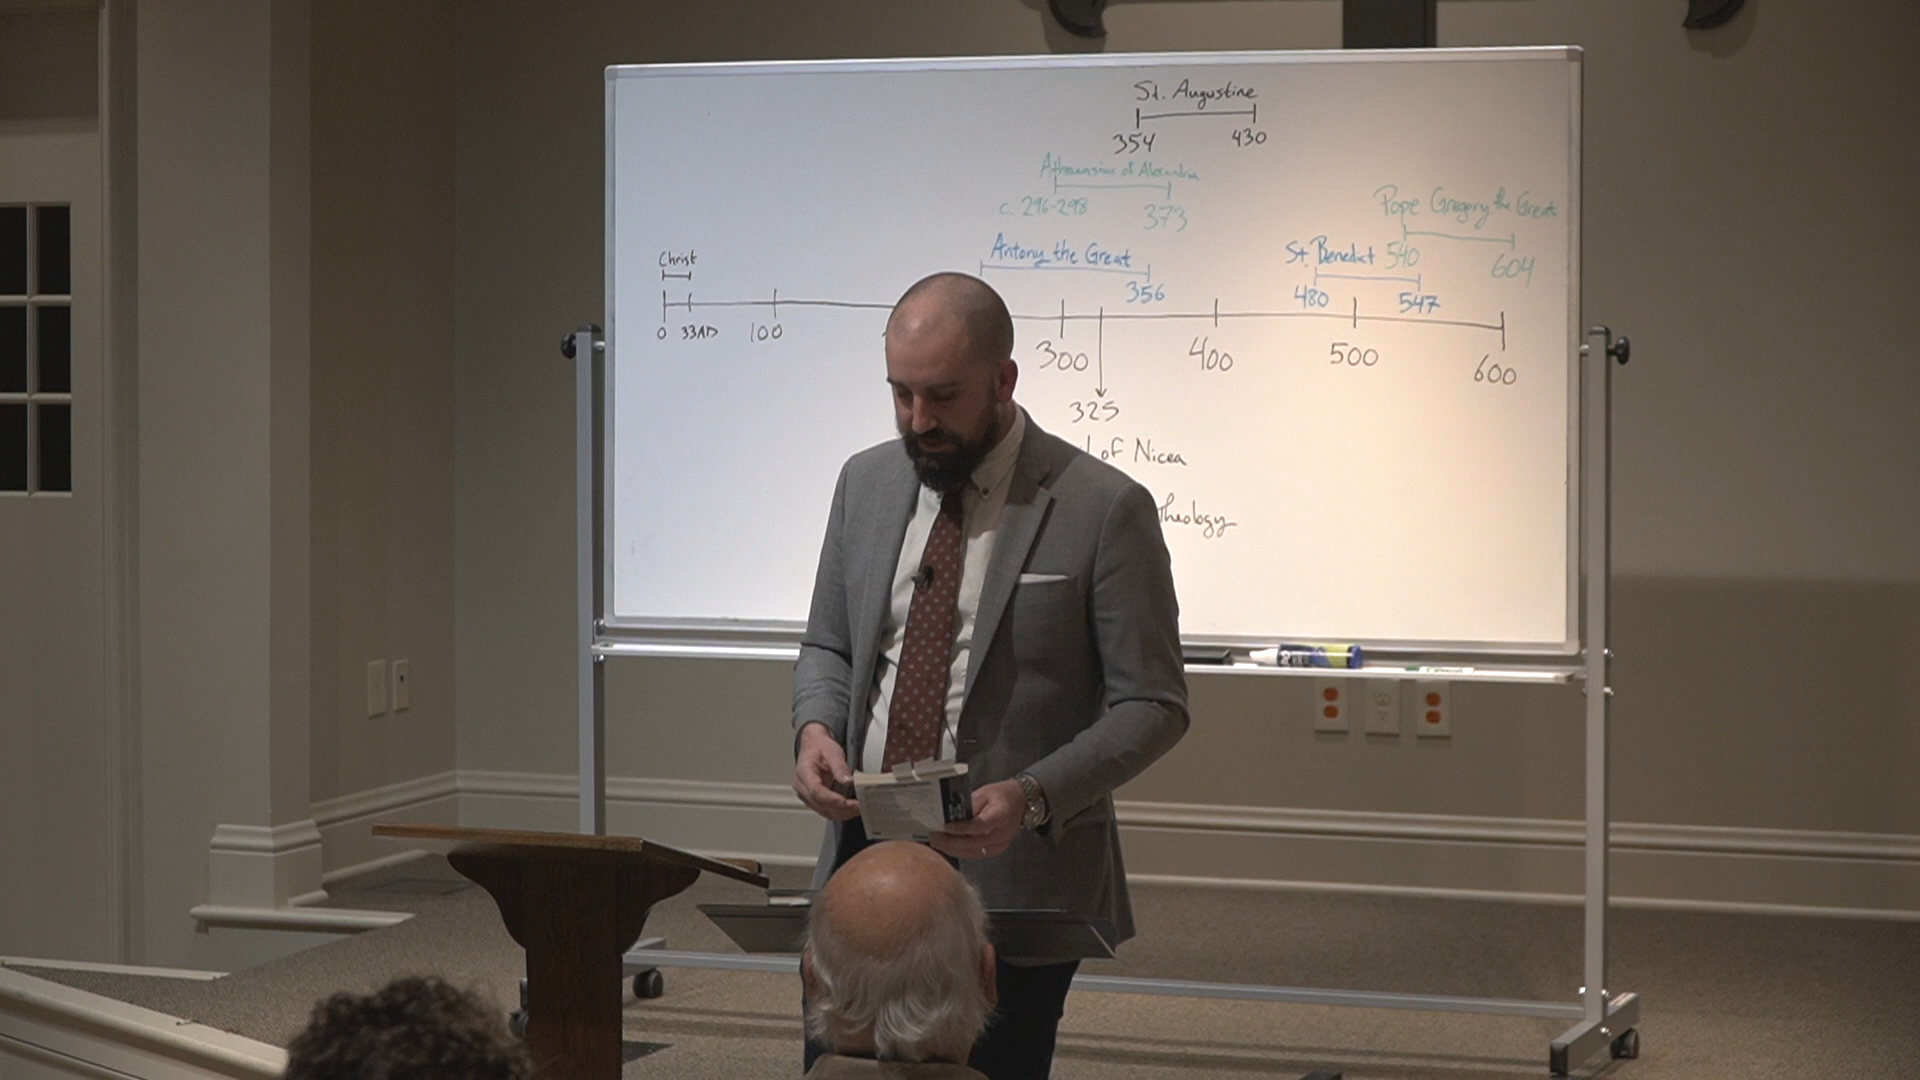 St. Augustine
354 430
Athanasius of Alexandria
c. 296-298 373
Pope Gregory the Great
540
604
Christ
Antony the Great
356
St. Benedict
480 547
0 33AD 100
300 400 500 600
325
of Nicea
Theology